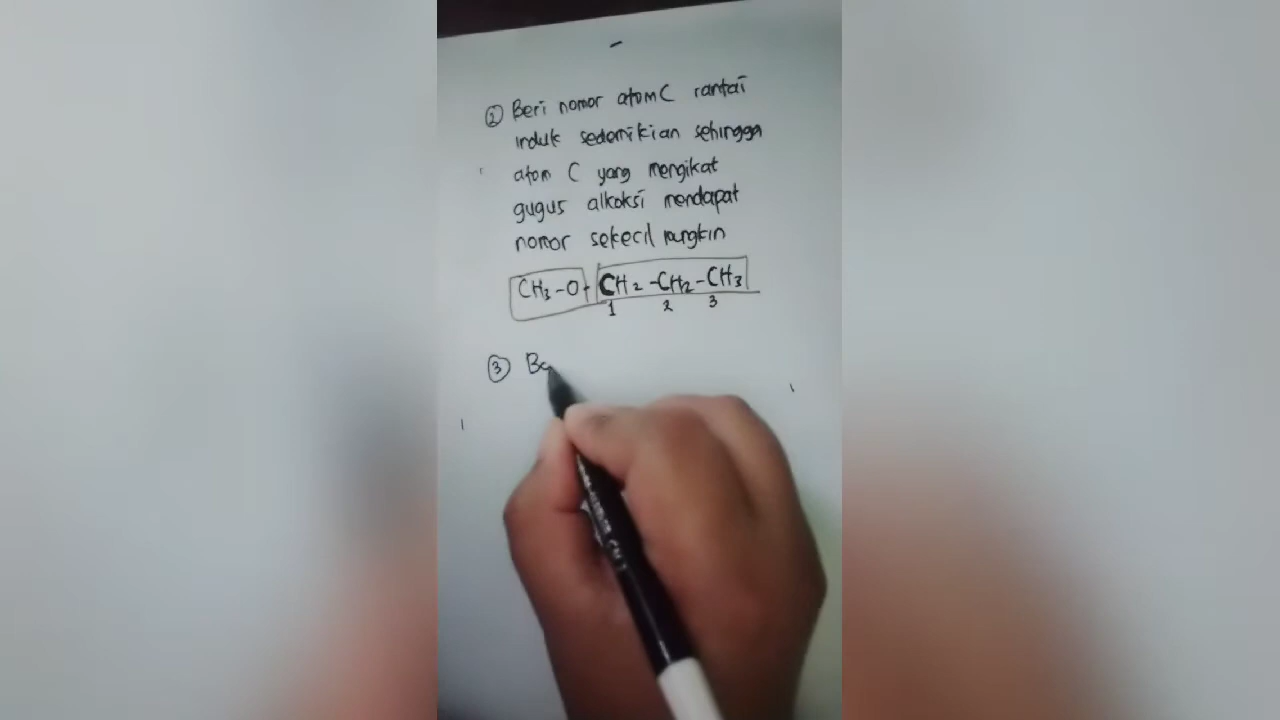 ② Beri nomor atom C rantai
induk sedemikian sehingga
atom C yang mengikat
gugus alkoksi mendapat
nomor sekecil mungkin
CH₃-O-CH₂-CH₂-CH₃
1 2 3
③ Ba